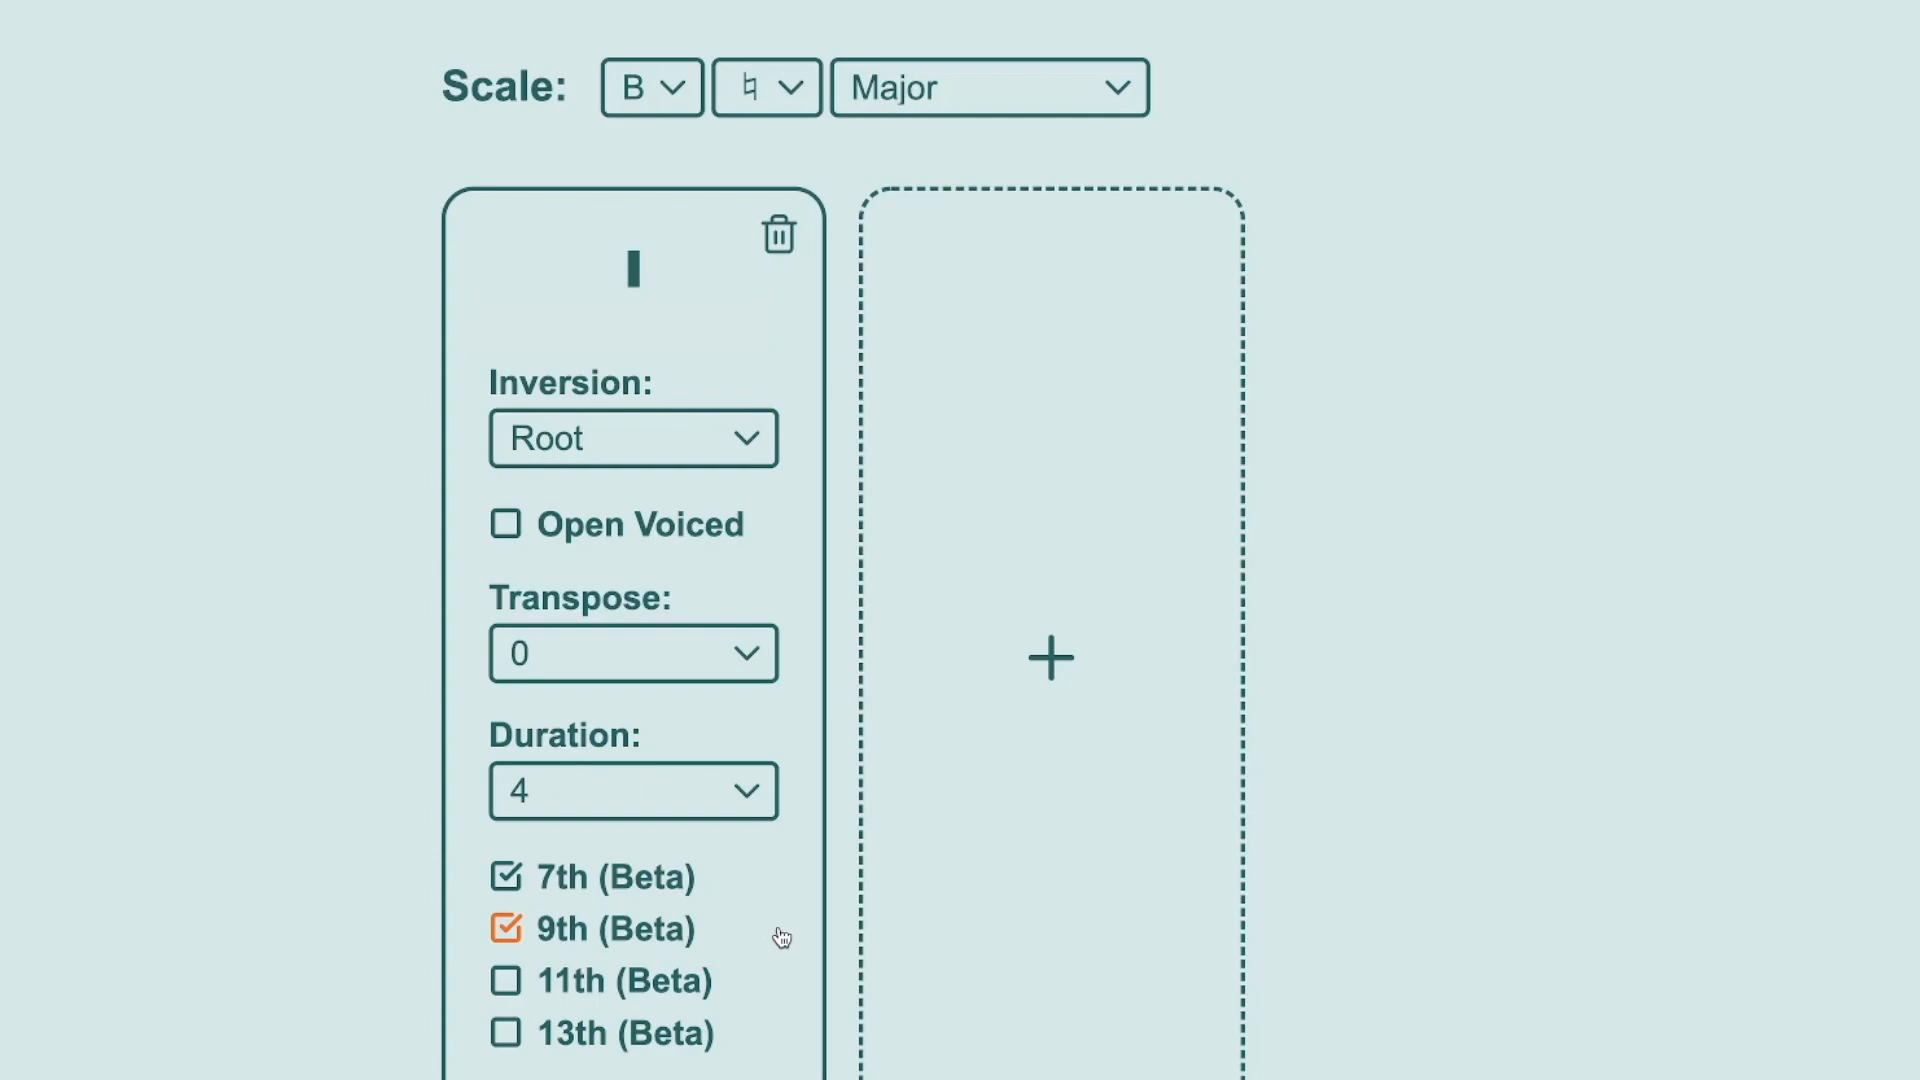 Scale: B ♮ Major
I
Inversion:
Root
Open Voiced
Transpose:
0
Duration:
4
7th (Beta)
9th (Beta)
11th (Beta)
13th (Beta)